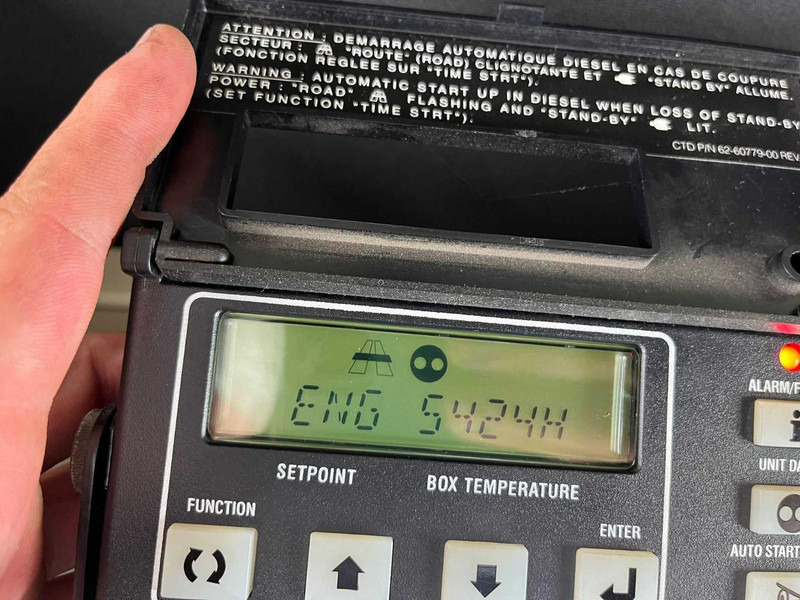 ATTENTION : DEMARRAGE AUTOMATIQUE DIESEL EN CAS DE COUPURE
SECTEUR : "ROUTE" (ROAD) CLIGNOTANTE ET "STAND BY" ALLUME.
(FONCTION REGLEE SUR "TIME STRT").
WARNING : AUTOMATIC START UP IN DIESEL WHEN LOSS OF STAND-BY
POWER : "ROAD" FLASHING AND "STAND-BY" LIT.
(SET FUNCTION "TIME STRT").
CTD P/N 62-60779-00 REV
ENG 5424H
SETPOINT
BOX TEMPERATURE
ALARM/F
UNIT DA
FUNCTION
ENTER
AUTO START